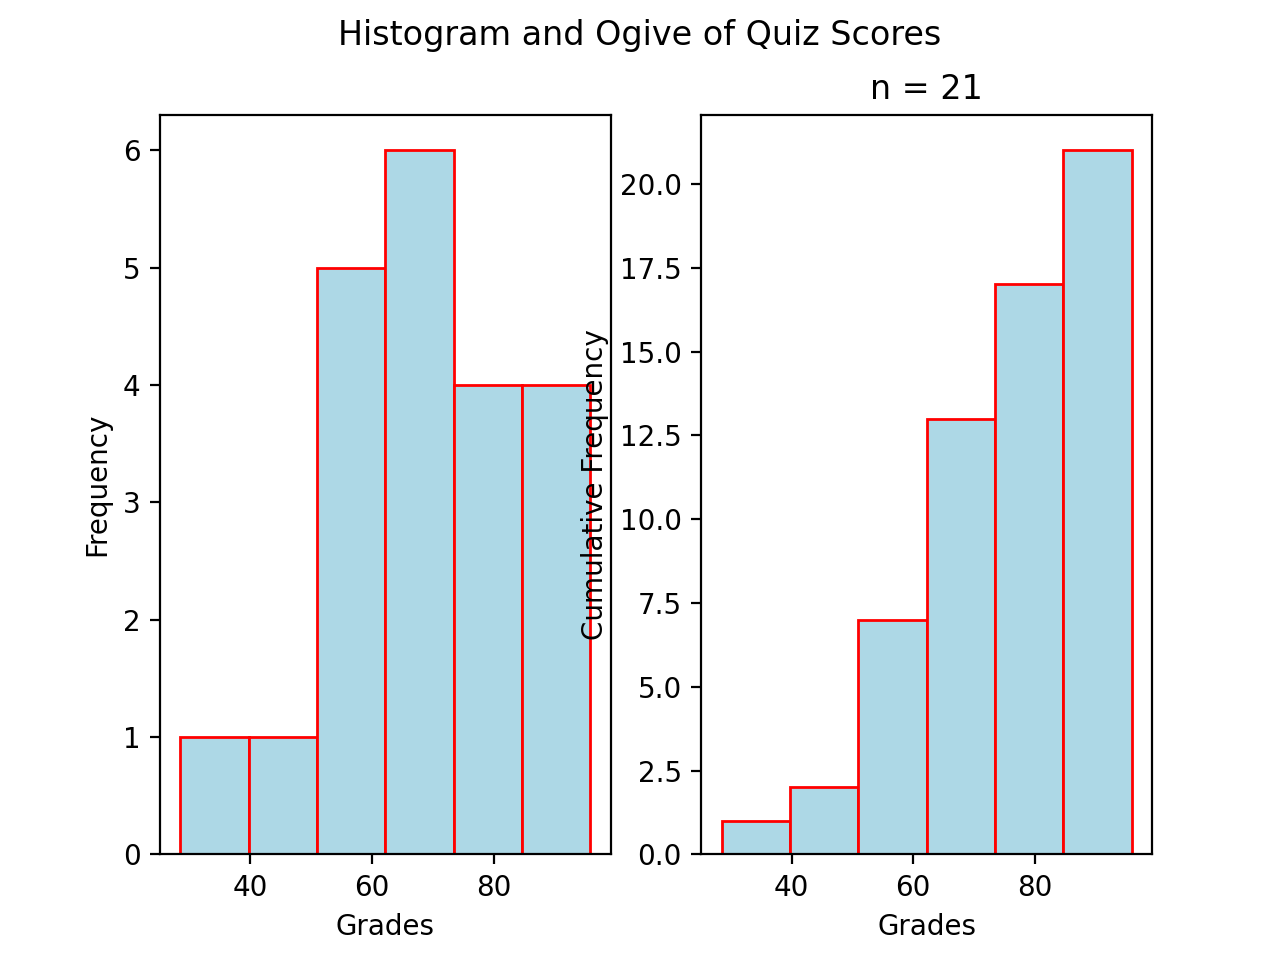 Histogram and Ogive of Quiz Scores
Frequency
6
5
4
3
2
1
0
40 60 80
Grades
n = 21
Cumulative Frequency
20.0
17.5
15.0
12.5
10.0
7.5
5.0
2.5
0.0
40 60 80
Grades